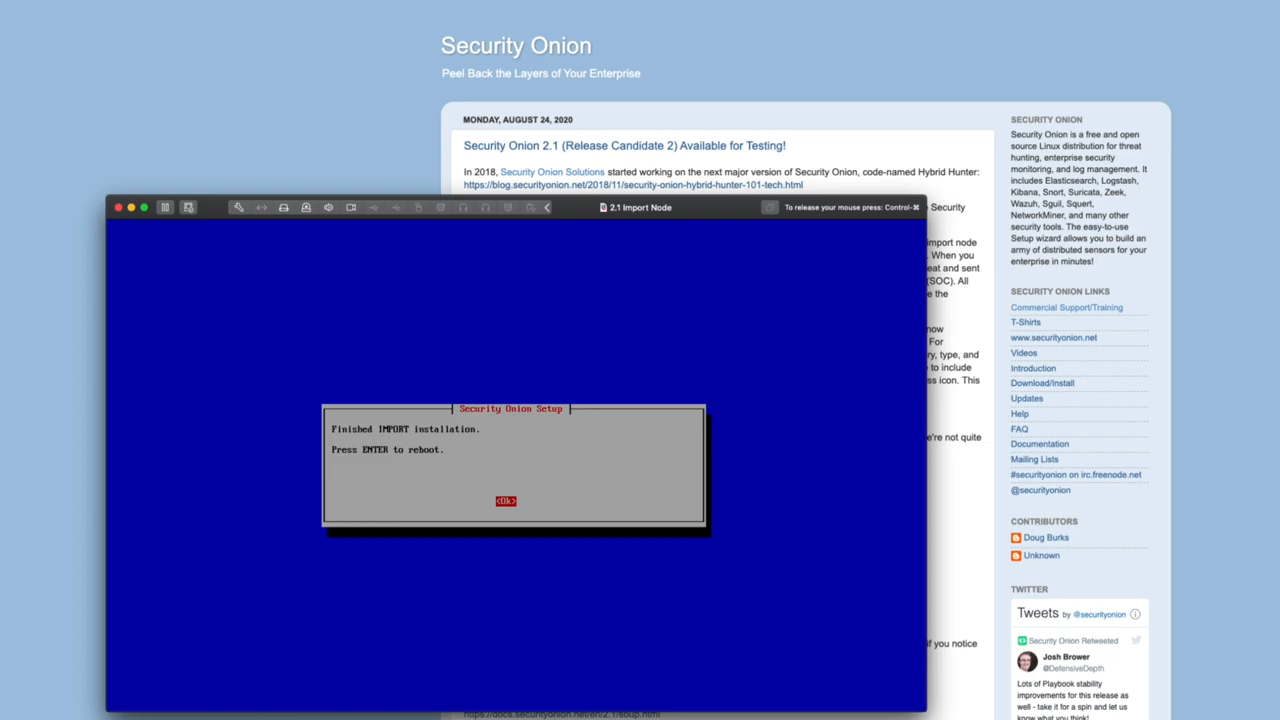 Security Onion
Peel Back the Layers of Your Enterprise
MONDAY, AUGUST 24, 2020
Security Onion 2.1 (Release Candidate 2) Available for Testing!
In 2018, Security Onion Solutions started working on the next major version of Security Onion, code-named Hybrid Hunter:
https://blog.securityonion.net/2018/11/security-onion-hybrid-hunter-101-tech.html
2.1 Import Node
To release your mouse press: Control-⌘
Security
import node
. When you
eat and sent
(SOC). All
e the
now
For
ry, type, and
to include
ss icon. This
e're not quite
if you notice
Security Onion Setup
Finished IMPORT installation.
Press ENTER to reboot.
<Ok>
https://docs.securityonion.net/en/2.1/soup.html
SECURITY ONION
Security Onion is a free and open
source Linux distribution for threat
hunting, enterprise security
monitoring, and log management. It
includes Elasticsearch, Logstash,
Kibana, Snort, Suricata, Zeek,
Wazuh, Sguil, Squert,
NetworkMiner, and many other
security tools. The easy-to-use
Setup wizard allows you to build an
army of distributed sensors for your
enterprise in minutes!
SECURITY ONION LINKS
Commercial Support/Training
T-Shirts
www.securityonion.net
Videos
Introduction
Download/Install
Updates
Help
FAQ
Documentation
Mailing Lists
#securityonion on irc.freenode.net
@securityonion
CONTRIBUTORS
Doug Burks
Unknown
TWITTER
Tweets by @securityonion
Security Onion Retweeted
Josh Brower
@DefensiveDepth
Lots of Playbook stability
improvements for this release as
well - take it for a spin and let us
know what you think!